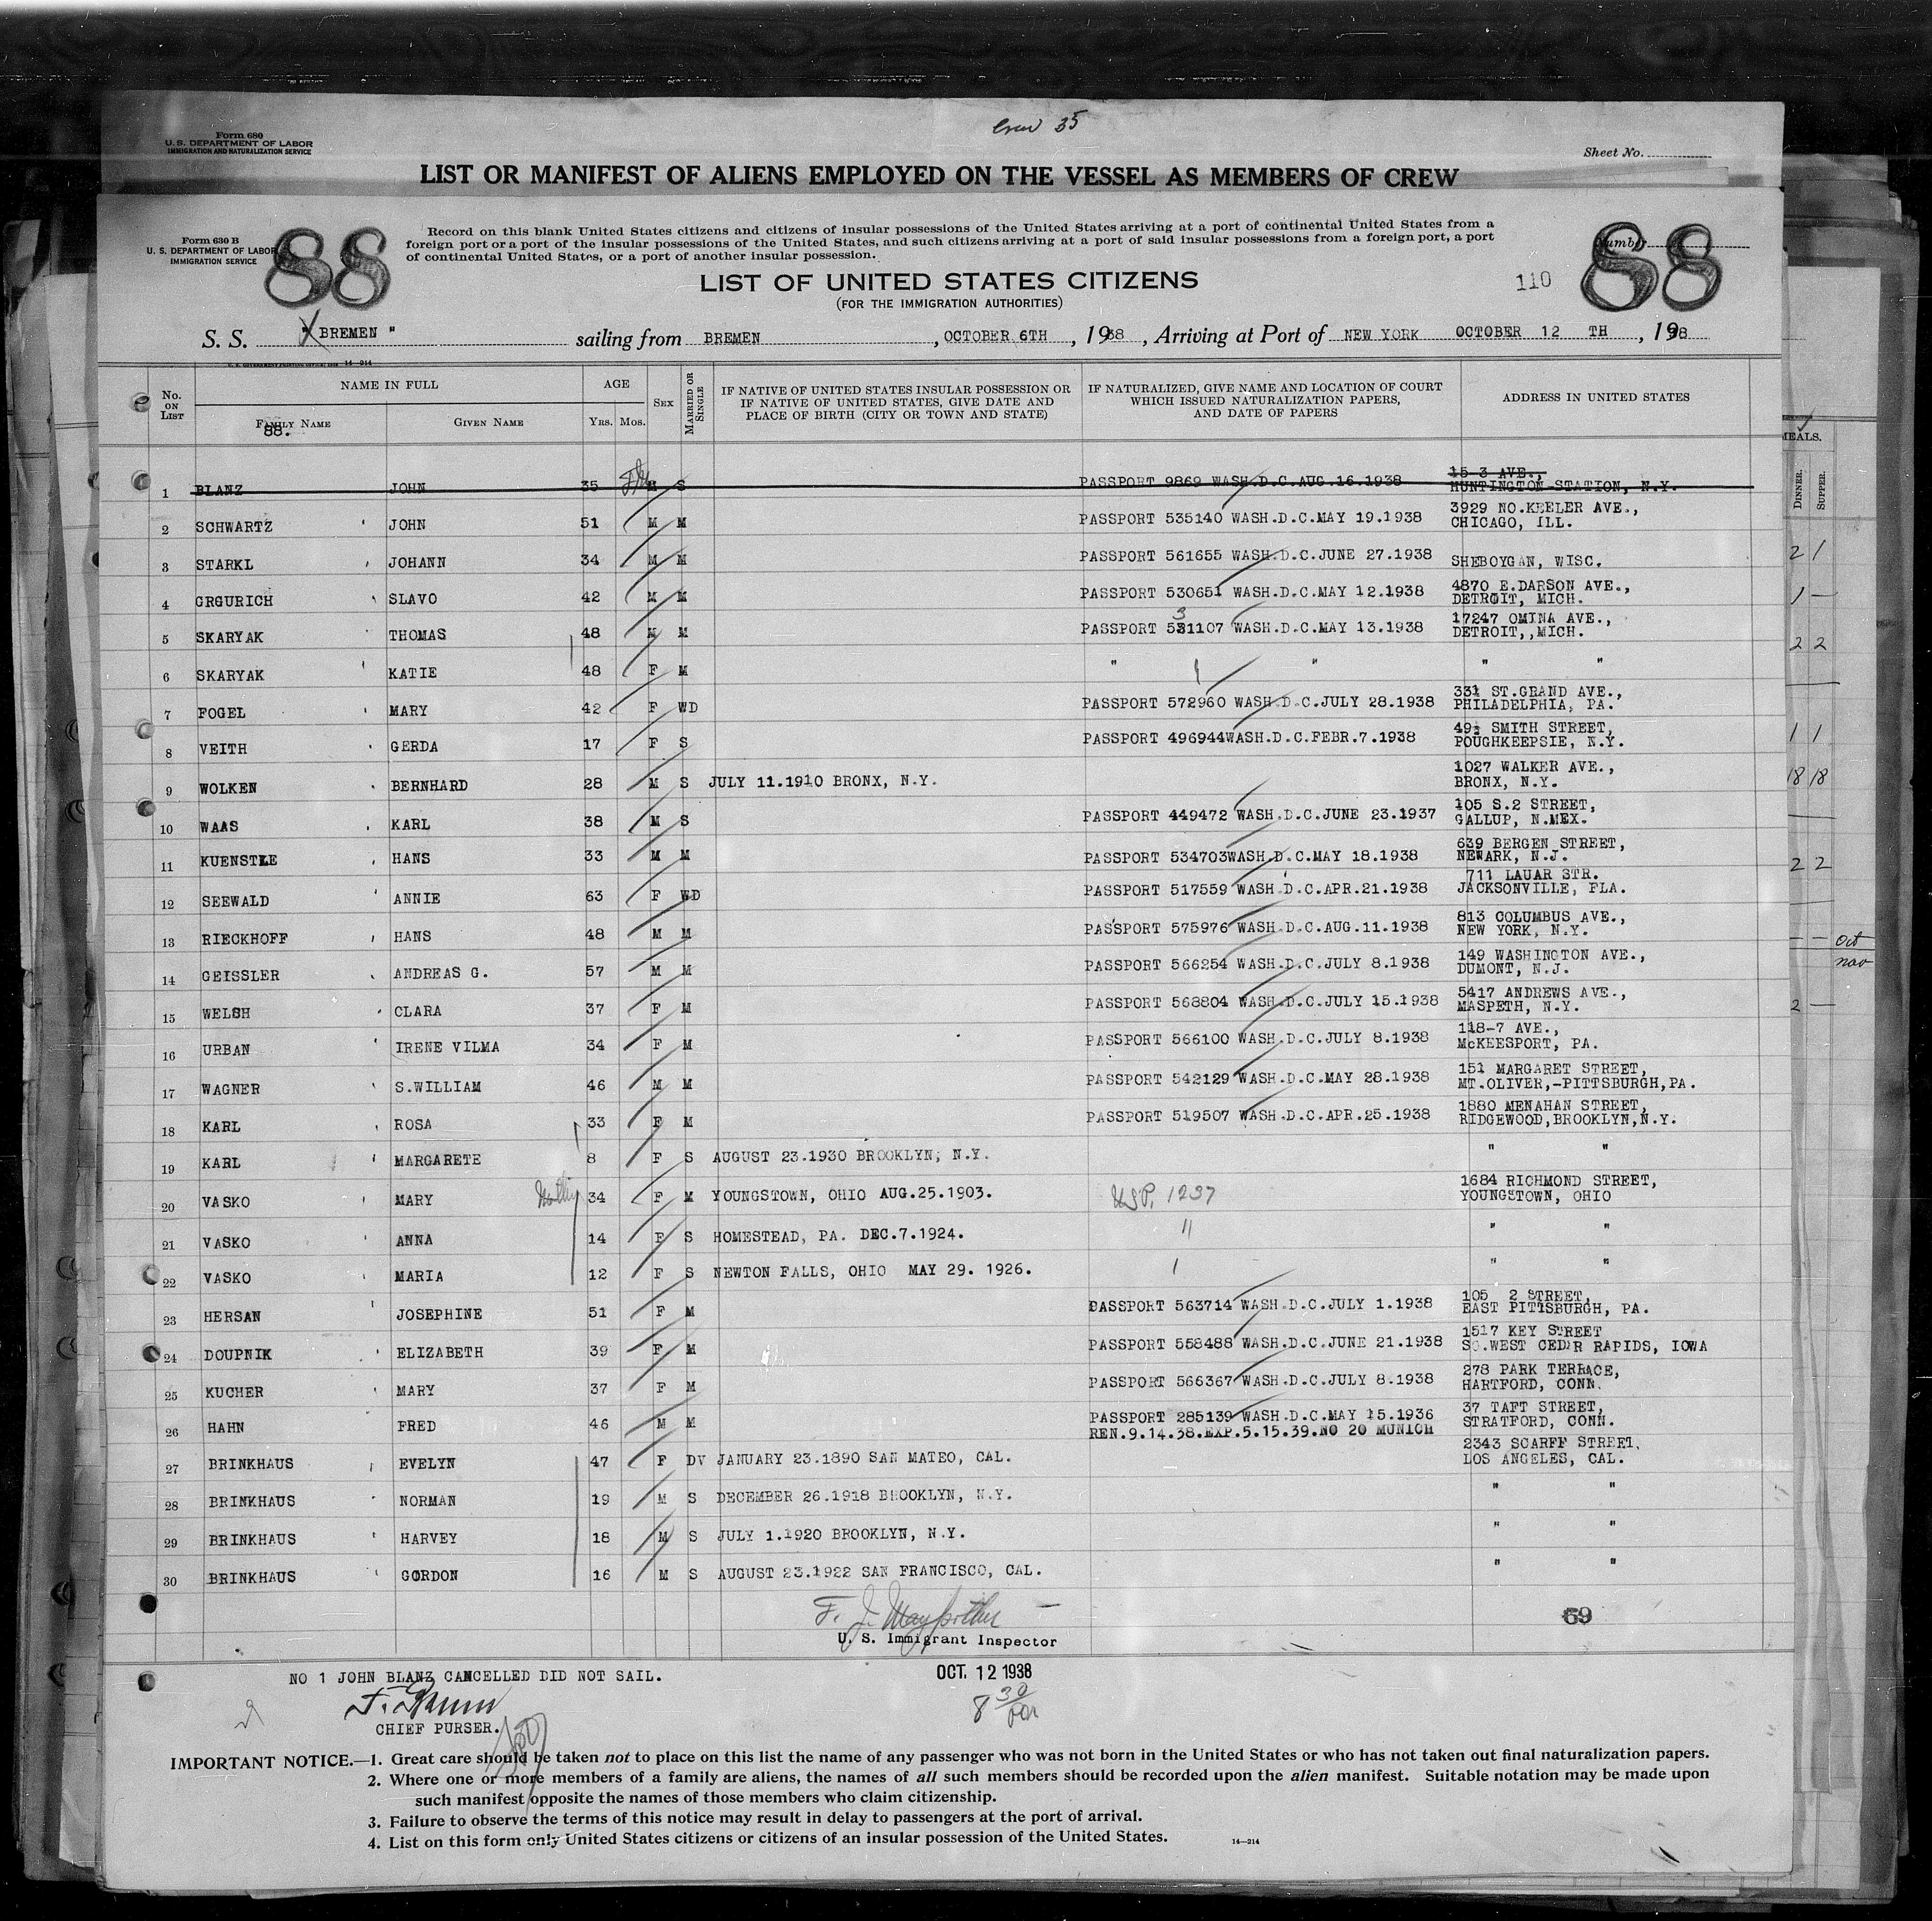 Crew 35
Form 680
U. S. DEPARTMENT OF LABOR
IMMIGRATION AND NATURALIZATION SERVICE
Sheet No.
LIST OR MANIFEST OF ALIENS EMPLOYED ON THE VESSEL AS MEMBERS OF CREW
Form 630 B
U. S. DEPARTMENT OF LABOR
IMMIGRATION SERVICE
88
Record on this blank United States citizens and citizens of insular possessions of the United States arriving at a port of continental United States from a
foreign port or a port of the insular possessions of the United States, and such citizens arriving at a port of said insular possessions from a foreign port, a port
of continental United States, or a port of another insular possession.
Number
88
LIST OF UNITED STATES CITIZENS
110
(FOR THE IMMIGRATION AUTHORITIES)
S. S. "BREMEN" sailing from BREMEN, OCTOBER 6TH, 1938, Arriving at Port of NEW YORK OCTOBER 12 TH, 1938
14-214
No. ON LIST
NAME IN FULL
FAMILY NAME
88.
GIVEN NAME
AGE
Yrs. Mos.
SEX
MARRIED OR SINGLE
IF NATIVE OF UNITED STATES INSULAR POSSESSION OR
IF NATIVE OF UNITED STATES, GIVE DATE AND
PLACE OF BIRTH (CITY OR TOWN AND STATE)
IF NATURALIZED, GIVE NAME AND LOCATION OF COURT
WHICH ISSUED NATURALIZATION PAPERS,
AND DATE OF PAPERS
ADDRESS IN UNITED STATES
MEALS.
DINNER. SUPPER.
1 BLANZ JOHN 35 M S PASSPORT 9869 WASH.D.C.AUG.16.1938 15-3 AVE.,
HUNTINGTON-STATION, N.Y.
2 SCHWARTZ JOHN 51 M M PASSPORT 535140 WASH.D.C.MAY 19.1938 3929 NO.KEELER AVE.,
CHICAGO, ILL.
3 STARKL JOHANN 34 M M PASSPORT 561655 WASH.D.C.JUNE 27.1938 SHEBOYGAN, WISC.
2 1
4 GRGURICH SLAVO 42 M M PASSPORT 530651 WASH.D.C.MAY 12.1938 4870 E.DARSON AVE.,
DETROIT, MICH.
1 —
5 SKARYAK THOMAS 48 M M PASSPORT 531107 WASH.D.C.MAY 13.1938 17247 OMINA AVE.,
DETROIT,,MICH.
2 2
6 SKARYAK KATIE 48 F M " " " "
7 FOGEL MARY 42 F WD PASSPORT 572960 WASH.D.C.JULY 28.1938 331 ST.GRAND AVE.,
PHILADELPHIA, PA.
8 VEITH GERDA 17 F S PASSPORT 496944WASH.D.C.FEBR.7.1938 49½ SMITH STREET,
POUGHKEEPSIE, N.Y.
1 1
9 WOLKEN BERNHARD 28 M S JULY 11.1910 BRONX, N.Y. 1027 WALKER AVE.,
BRONX, N.Y.
18 18
10 WAAS KARL 38 M S PASSPORT 449472 WASH.D.C.JUNE 23.1937 105 S.2 STREET,
GALLUP, N.MEX.
11 KUENSTLE HANS 33 M M PASSPORT 534703WASH.D.C.MAY 18.1938 639 BERGEN STREET,
NEWARK, N.J.
2 2
12 SEEWALD ANNIE 63 F WD PASSPORT 517559 WASH.D.C.APR.21.1938 711 LAUAR STR.
JACKSONVILLE, FLA.
13 RIECKHOFF HANS 48 M M PASSPORT 575976 WASH.D.C.AUG.11.1938 813 COLUMBUS AVE.,
NEW YORK, N.Y.
— — Oct
nov
14 GEISSLER ANDREAS G. 57 M M PASSPORT 566254 WASH.D.C.JULY 8.1938 149 WASHINGTON AVE.,
DUMONT, N.J.
15 WELSH CLARA 37 F M PASSPORT 568804 WASH.D.C.JULY 15.1938 5417 ANDREWS AVE.,
MASPETH, N.Y.
2 —
16 URBAN IRENE VILMA 34 F M PASSPORT 566100 WASH.D.C.JULY 8.1938 118-7 AVE.,
McKEESPORT, PA.
17 WAGNER S.WILLIAM 46 M M PASSPORT 542129 WASH.D.C.MAY 28.1938 151 MARGARET STREET,
MT.OLIVER,-PITTSBURGH,PA.
18 KARL ROSA 33 F M PASSPORT 519507 WASH.D.C.APR.25.1938 1880 MENAHAN STREET,
RIDGEWOOD,BROOKLYN,N.Y.
19 KARL MARGARETE 8 F S AUGUST 23.1930 BROOKLYN, N.Y. " "
20 VASKO MARY 34 F M YOUNGSTOWN, OHIO AUG.25.1903. USP. 1237 1684 RICHMOND STREET,
YOUNGSTOWN, OHIO
21 VASKO ANNA 14 F S HOMESTEAD, PA. DEC.7.1924. " " "
22 VASKO MARIA 12 F S NEWTON FALLS, OHIO MAY 29. 1926. " "
23 HERSAN JOSEPHINE 51 F M PASSPORT 563714 WASH.D.C.JULY 1.1938 105 2 STREET,
EAST PITTSBURGH, PA.
24 DOUPNIK ELIZABETH 39 F M PASSPORT 558488 WASH.D.C.JUNE 21.1938 1517 KEY STREET
SO.WEST CEDAR RAPIDS, IOWA
25 KUCHER MARY 37 F M PASSPORT 566367 WASH.D.C.JULY 8.1938 278 PARK TERRACE,
HARTFORD, CONN.
26 HAHN FRED 46 M M PASSPORT 285139 WASH.D.C.MAY 15.1936 37 TAFT STREET,
REN.9.14.38.EXP.5.15.39.NO 20 MUNICH STRATFORD, CONN.
27 BRINKHAUS EVELYN 47 F DV JANUARY 23.1890 SAN MATEO, CAL. 2343 SCARFF STREET,
LOS ANGELES, CAL.
28 BRINKHAUS NORMAN 19 M S DECEMBER 26.1918 BROOKLYN, N.Y. " "
29 BRINKHAUS HARVEY 18 M S JULY 1.1920 BROOKLYN, N.Y. " "
30 BRINKHAUS GORDON 16 M S AUGUST 23.1922 SAN FRANCISCO, CAL. " "
F. J.
69
U. S. Immigrant Inspector
NO 1 JOHN BLANZ CANCELLED DID NOT SAIL.
OCT. 12 1938
8 30
CHIEF PURSER.
IMPORTANT NOTICE.—1. Great care should be taken not to place on this list the name of any passenger who was not born in the United States or who has not taken out final naturalization papers.
2. Where one or more members of a family are aliens, the names of all such members should be recorded upon the alien manifest. Suitable notation may be made upon
such manifest opposite the names of those members who claim citizenship.
3. Failure to observe the terms of this notice may result in delay to passengers at the port of arrival.
4. List on this form only United States citizens or citizens of an insular possession of the United States.
14—214